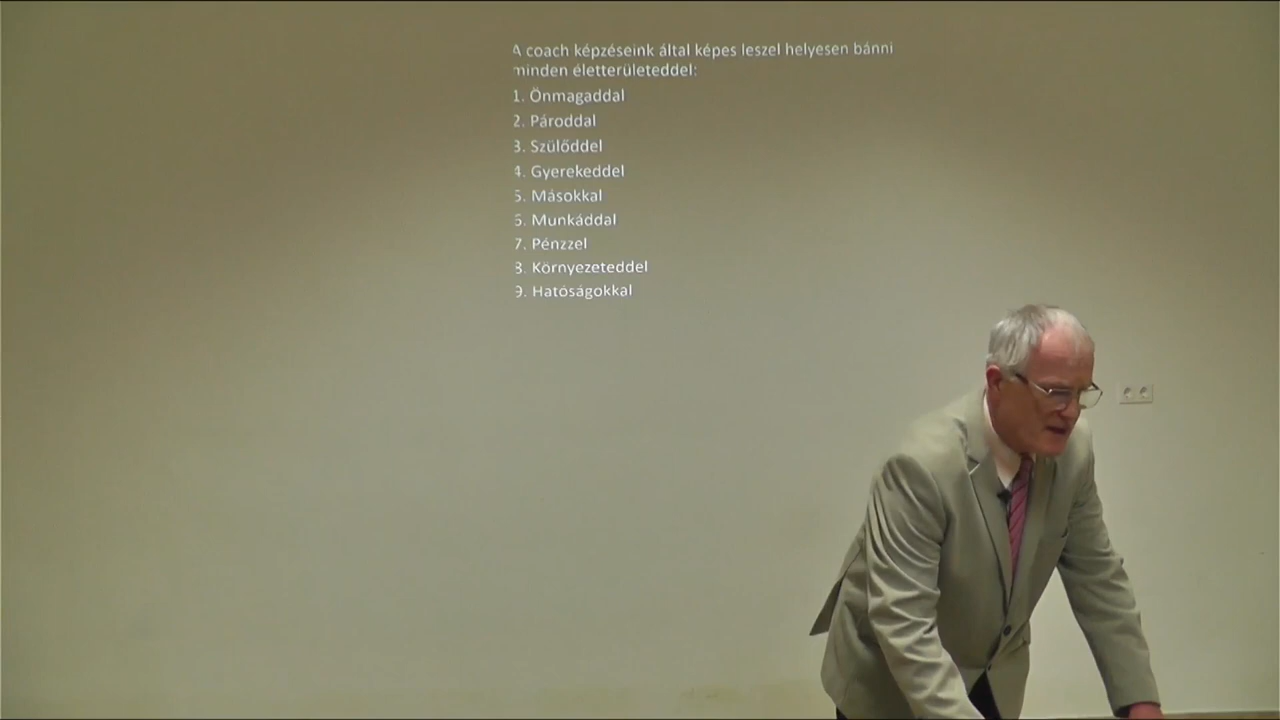 A coach képzéseink által képes leszel helyesen bánni
minden életterületeddel:
1. Önmagaddal
2. Pároddal
3. Szülőddel
4. Gyerekeddel
5. Másokkal
6. Munkáddal
7. Pénzzel
8. Környezeteddel
9. Hatóságokkal